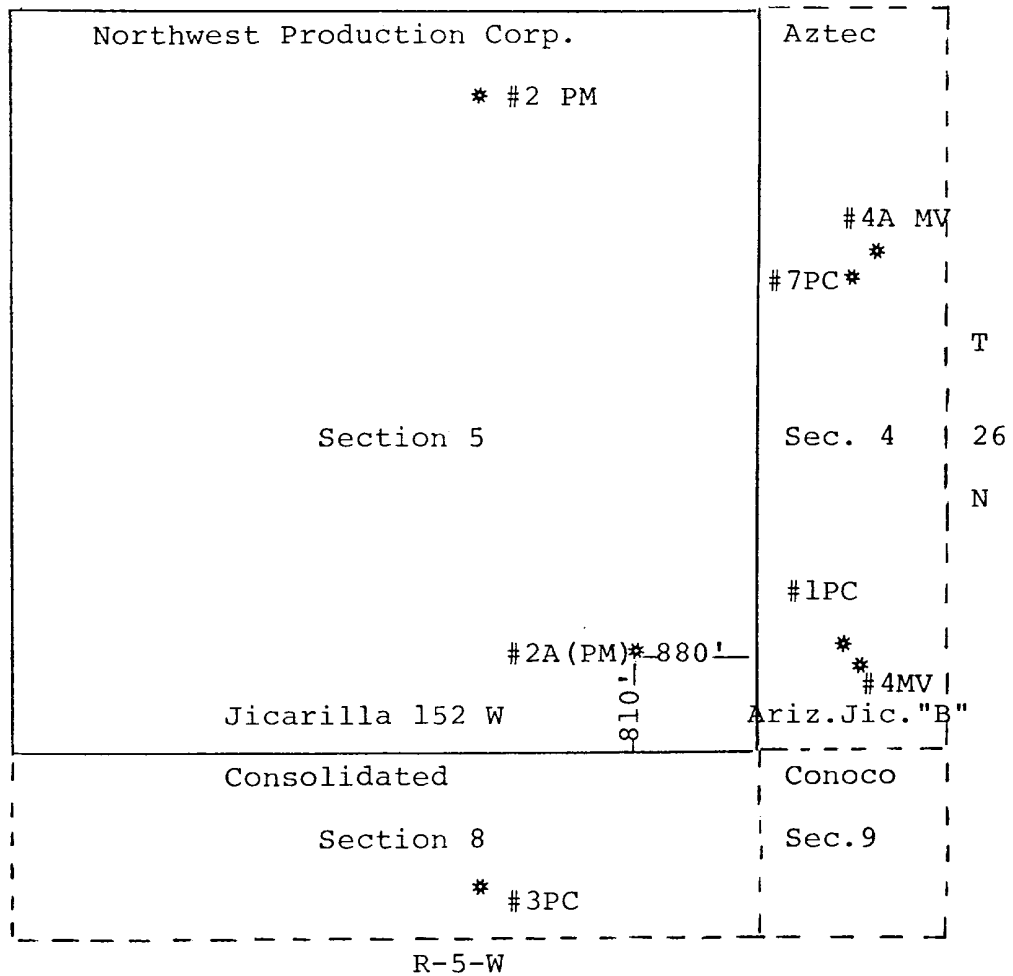 Northwest Production Corp.
Aztec
#2 PM
#4A MV
#7PC
T
Section 5
Sec. 4
26
N
#1PC
#2A(PM)
880'
#4MV
810'
Jicarilla 152 W
Ariz.Jic."B"
Consolidated
Conoco
Section 8
Sec.9
#3PC
R-5-W